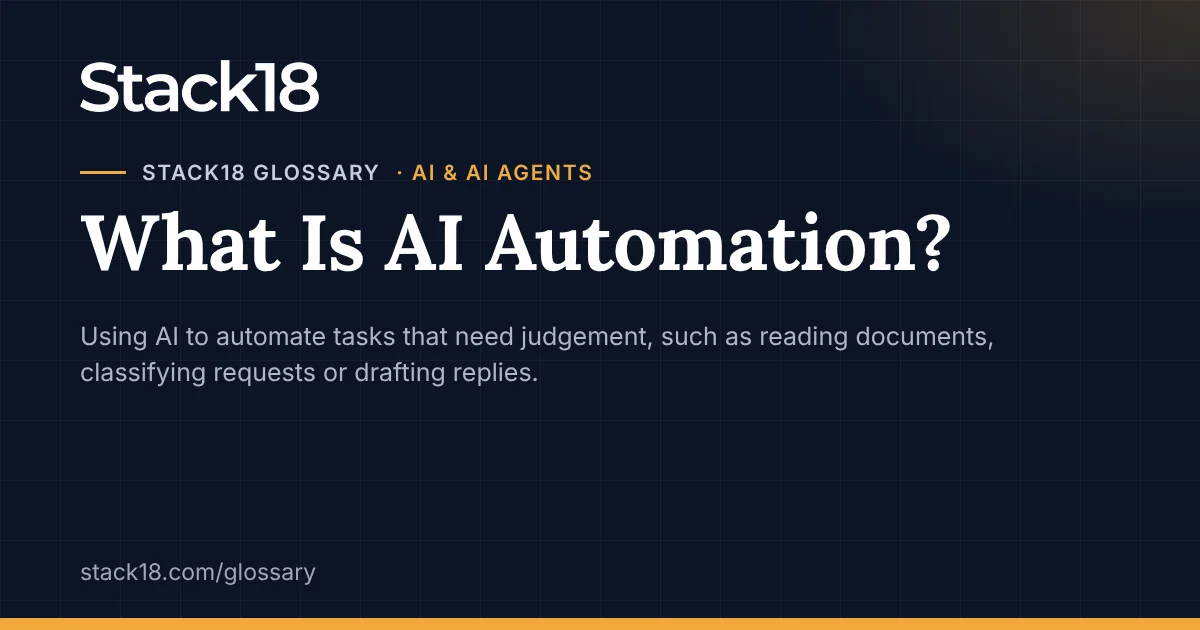 Stack18
STACK18 GLOSSARY · AI & AI AGENTS
What Is AI Automation?
Using AI to automate tasks that need judgement, such as reading documents,
classifying requests or drafting replies.
stack18.com/glossary